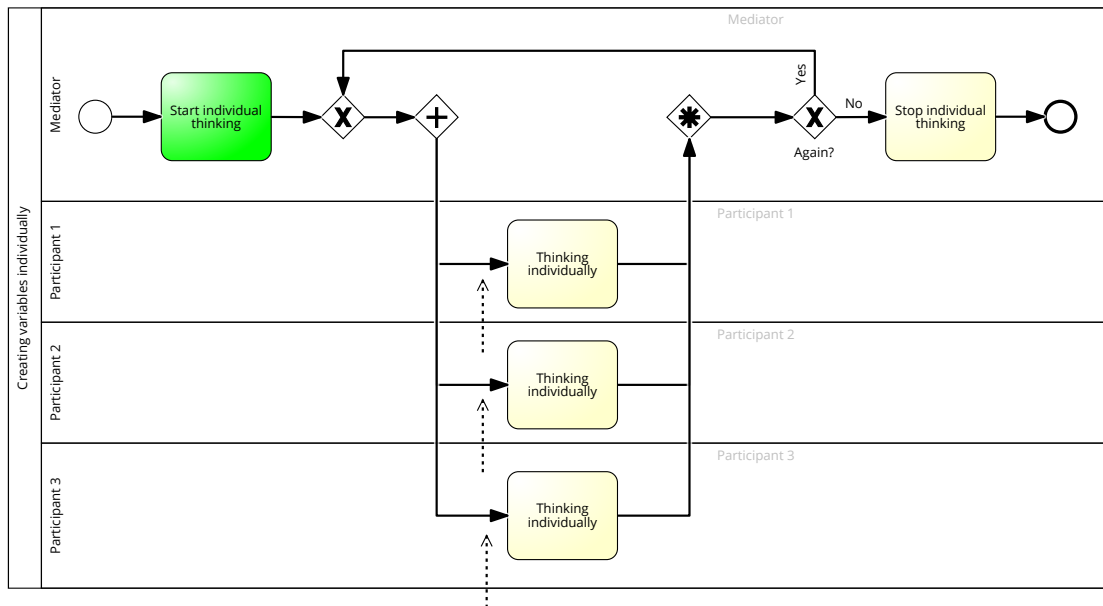 Creating variables individually
Mediator
Mediator
Start individual
thinking
Yes
No
Again?
Stop individual
thinking
Participant 1
Participant 1
Thinking
individually
Participant 2
Participant 2
Thinking
individually
Participant 3
Participant 3
Thinking
individually